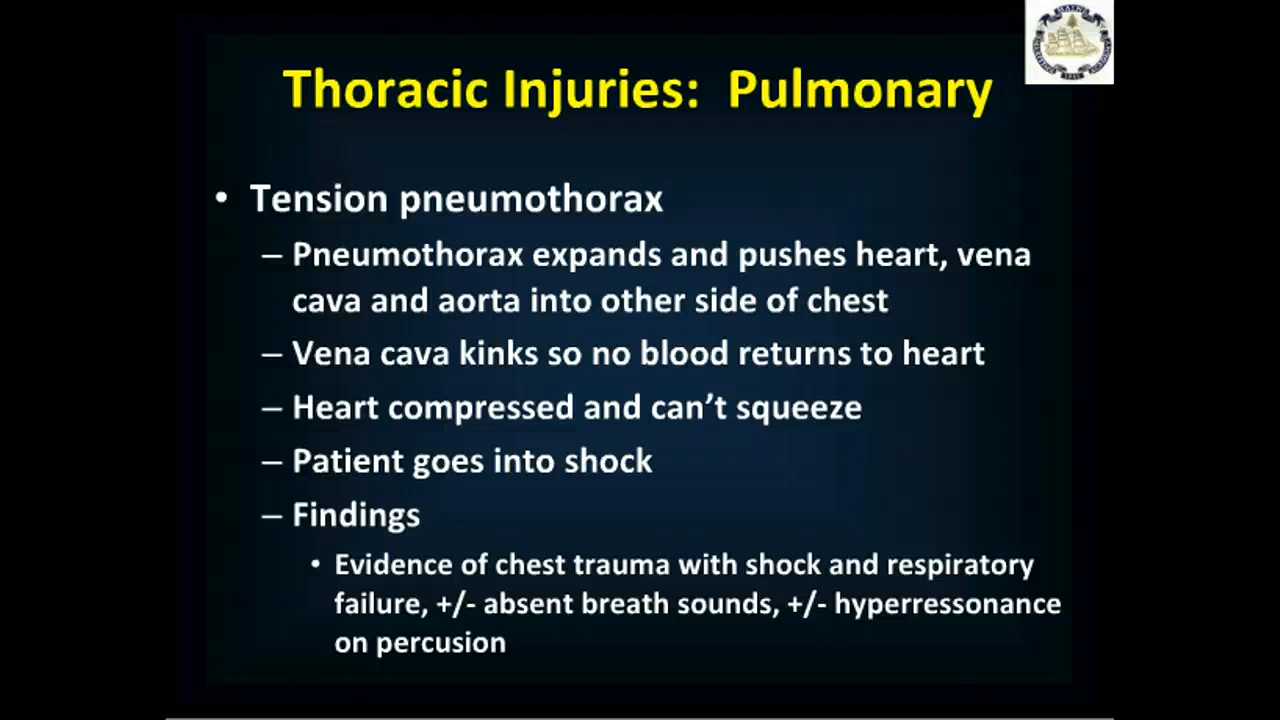 Thoracic Injuries: Pulmonary
• Tension pneumothorax
– Pneumothorax expands and pushes heart, vena
cava and aorta into other side of chest
– Vena cava kinks so no blood returns to heart
– Heart compressed and can’t squeeze
– Patient goes into shock
– Findings
• Evidence of chest trauma with shock and respiratory
failure, +/- absent breath sounds, +/- hyperressonance
on percusion